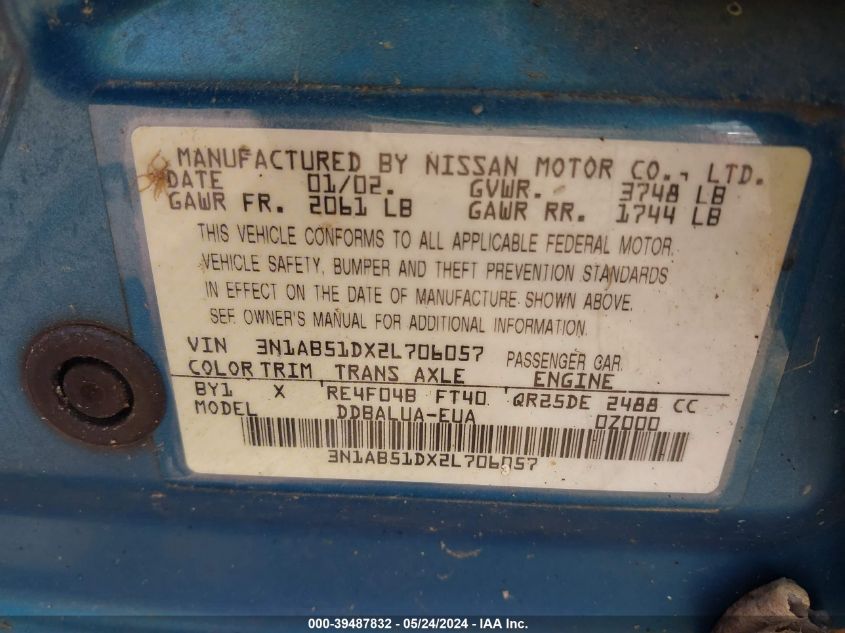 MANUFACTURED BY NISSAN MOTOR CO., LTD.
DATE 01/02. GVWR. 3748 LB
GAWR FR. 2061 LB GAWR RR. 1744 LB
THIS VEHICLE CONFORMS TO ALL APPLICABLE FEDERAL MOTOR
VEHICLE SAFETY, BUMPER AND THEFT PREVENTION STANDARDS
IN EFFECT ON THE DATE OF MANUFACTURE SHOWN ABOVE.
SEE OWNER'S MANUAL FOR ADDITIONAL INFORMATION.
VIN 3N1AB51DX2L706057 PASSENGER CAR
COLOR TRIM TRANS AXLE ENGINE
BY1 X RE4F04B FT40 QR25DE 2488 CC
MODEL DDBALUA-EUA 0Z000
3N1AB51DX2L706057
000-39487832 / 05/24/2024 - IAA Inc.